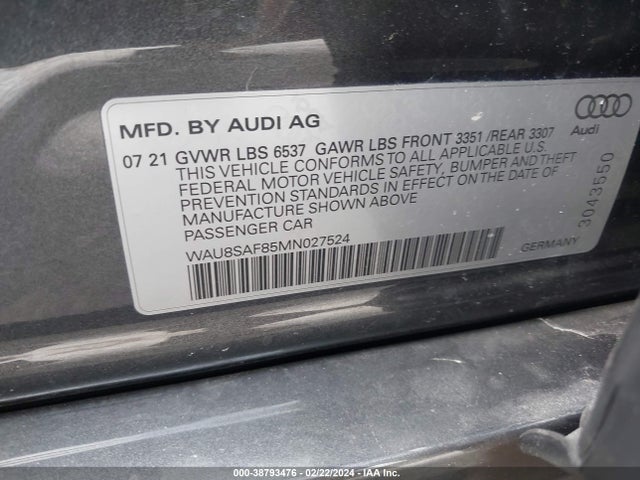 MFD. BY AUDI AG
07 21 GVWR LBS 6537 GAWR LBS FRONT 3351 /REAR 3307
THIS VEHICLE CONFORMS TO ALL APPLICABLE U.S.
FEDERAL MOTOR VEHICLE SAFETY, BUMPER AND THEFT
PREVENTION STANDARDS IN EFFECT ON THE DATE OF
MANUFACTURE SHOWN ABOVE
PASSENGER CAR
WAU8SAF85MN027524
GERMANY
Audi
3043550
000-38793476 - 02/22/2024 - IAA Inc.